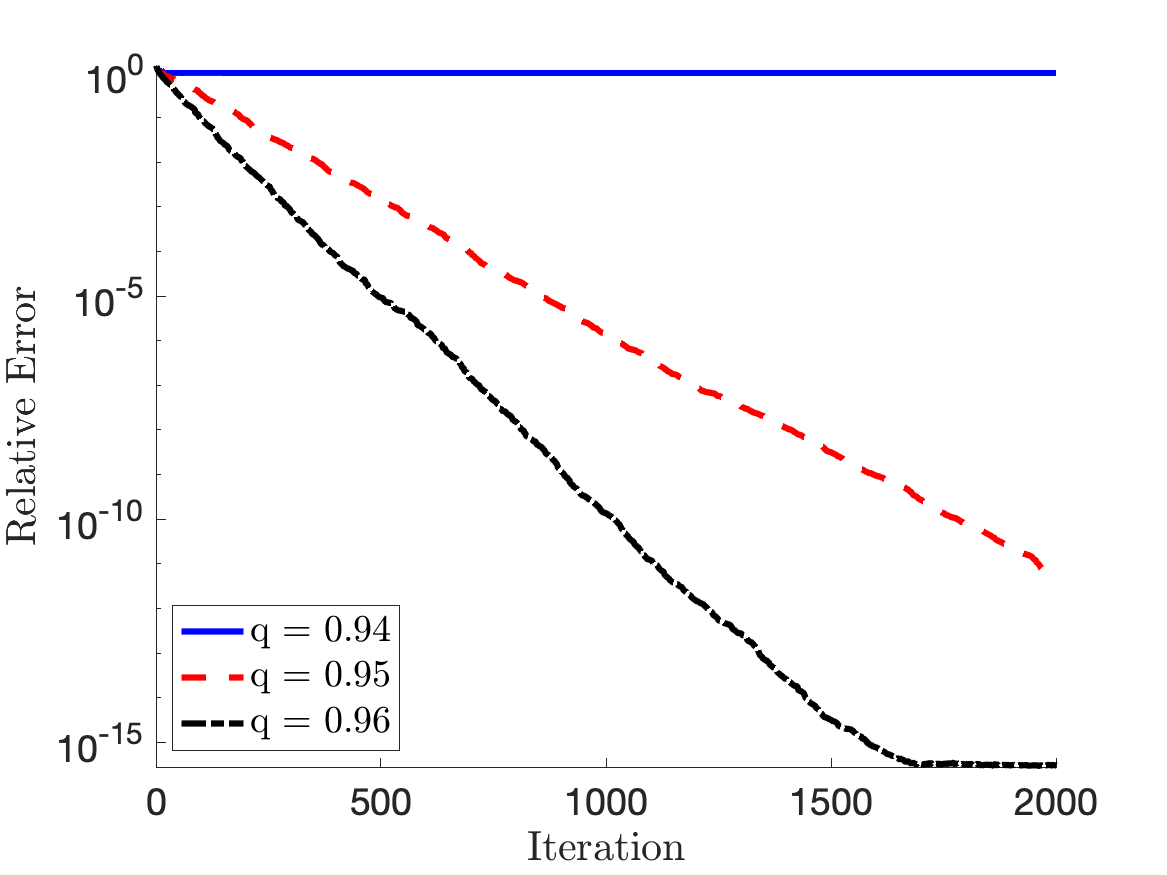 10^0
10^-5
10^-10
10^-15
Relative Error
q = 0.94
q = 0.95
q = 0.96
0 500 1000 1500 2000
Iteration